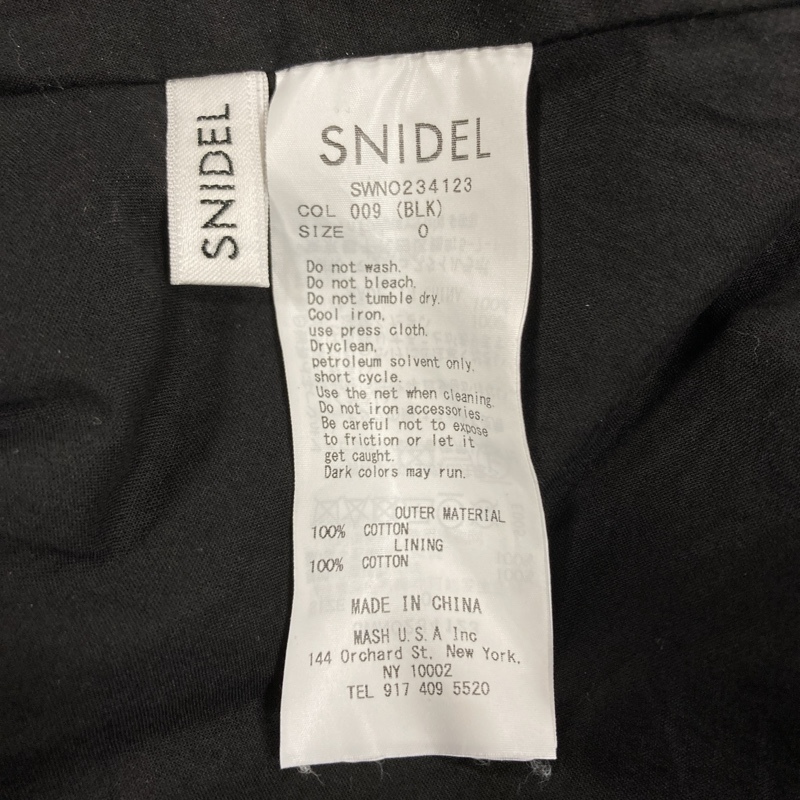 SNIDEL
SNIDEL
SWNO234123
COL 009 (BLK)
SIZE 0
Do not wash.
Do not bleach.
Do not tumble dry.
Cool iron,
use press cloth.
Dryclean,
petroleum solvent only,
short cycle.
Use the net when cleaning.
Do not iron accessories.
Be careful not to expose
to friction or let it
get caught.
Dark colors may run.
OUTER MATERIAL
100% COTTON
LINING
100% COTTON
MADE IN CHINA
MASH U.S.A Inc
144 Orchard St. New York,
NY 10002
TEL 917 409 5520